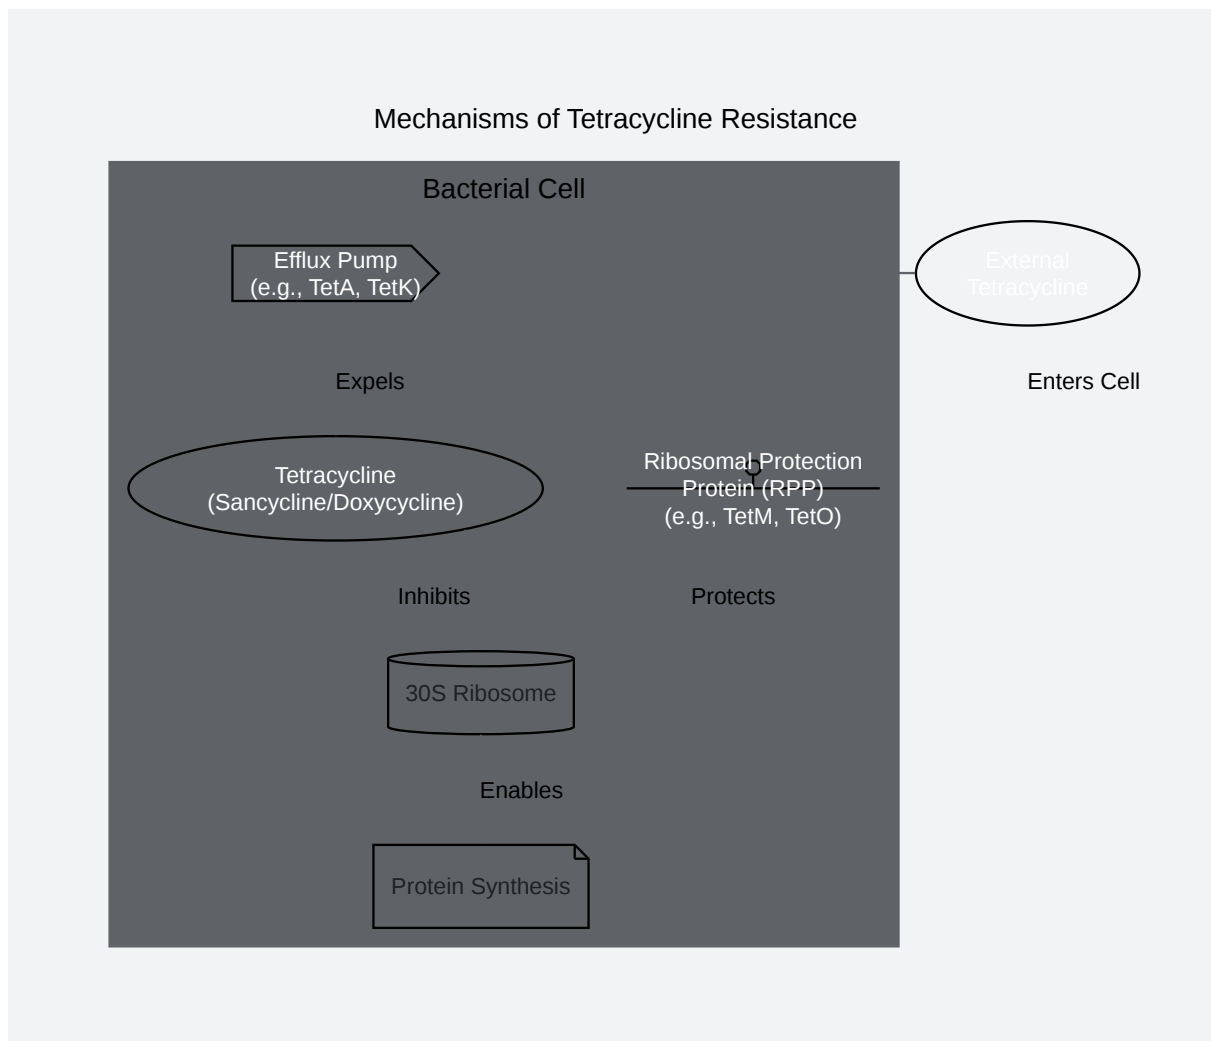 Mechanisms of Tetracycline Resistance
Bacterial Cell
Efflux Pump
(e.g., TetA, TetK)
External
Tetracycline
Expels
Enters Cell
Tetracycline
(Sancycline/Doxycycline)
Ribosomal Protection
Protein (RPP)
(e.g., TetM, TetO)
Inhibits
Protects
30S Ribosome
Enables
Protein Synthesis